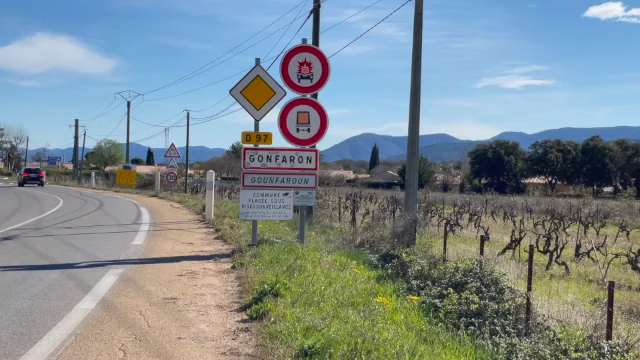 D 97
GONFARON
GOUNFAROUN
COMMUNE
PLACÉE SOUS
VIDÉOSURVEILLANCE